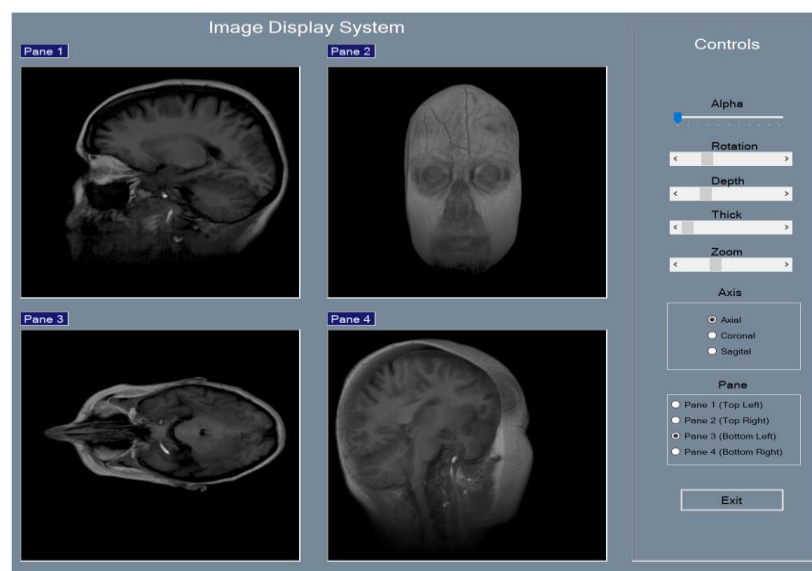 Image Display System
Pane 1
Pane 2
Pane 3
Pane 4
Controls
Alpha
Rotation
Depth
Thick
Zoom
Axis
Axial
Coronal
Sagital
Pane
Pane 1 (Top Left)
Pane 2 (Top Right)
Pane 3 (Bottom Left)
Pane 4 (Bottom Right)
Exit